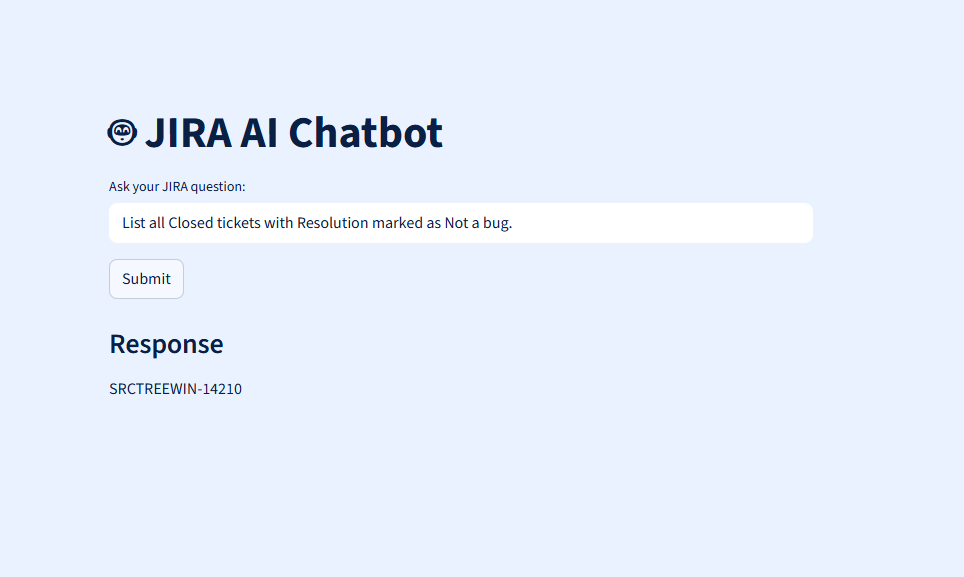 JIRA AI Chatbot
Ask your JIRA question:
List all Closed tickets with Resolution marked as Not a bug.
Submit
Response
SRCTREEWIN-14210